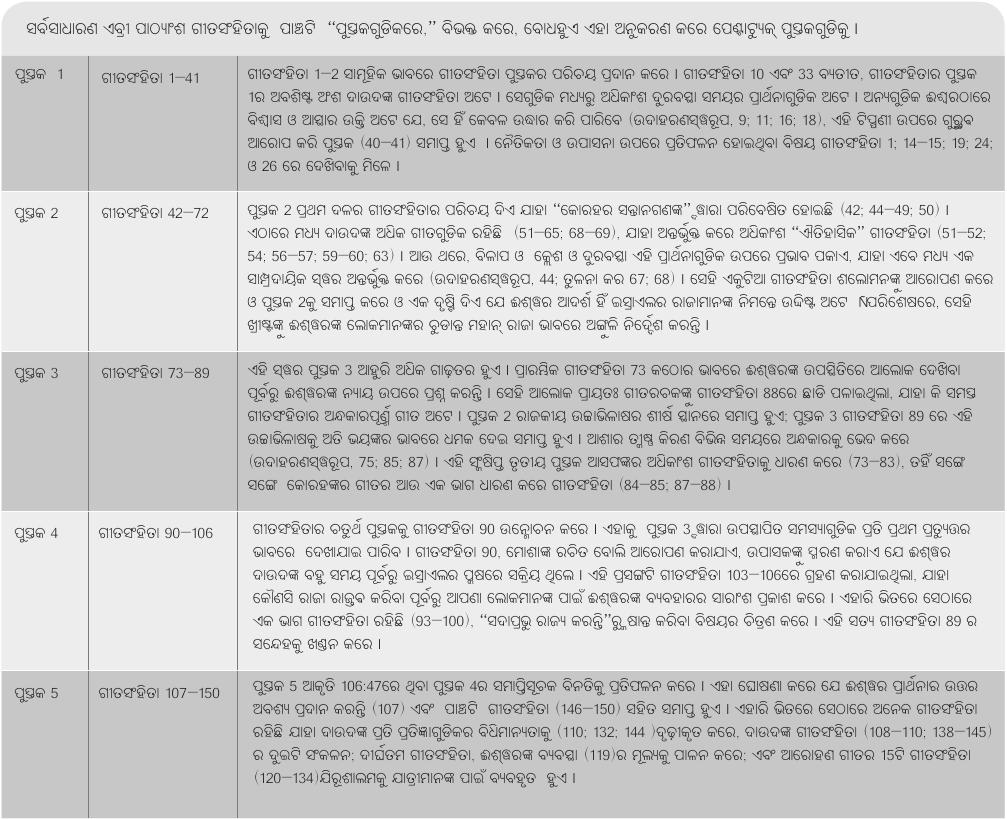 ସର୍ବସାଧାରଣ ଏବ୍ରୀ ପାଠ୍ୟାଂଶ ଗୀତସଂହିତାକୁ ପାଞ୍ଚଟି “ପୁସ୍ତକଗୁଡିକରେ,” ବିଭକ୍ତ କରେ, ବୋଧହୁଏ ଏହା ଅନୁକରଣ କରେ ପେଣ୍ଟାଟ୍ୟୁକ୍ ପୁସ୍ତକଗୁଡିକୁ ।
ପୁସ୍ତକ 1
ଗୀତସଂହିତା 1—41
ଗୀତସଂହିତା 1—2 ସାମୂହିକ ଭାବରେ ଗୀତସଂହିତା ପୁସ୍ତକର ପରିଚୟ ପ୍ରଦାନ କରେ । ଗୀତସଂହିତା 10 ଏବଂ 33 ବ୍ୟତୀତ, ଗୀତସଂହିତାର ପୁସ୍ତକ
1ର ଅବଶିଷ୍ଟ ଅଂଶ ଦାଉଦଙ୍କ ଗୀତସଂହିତା ଅଟେ । ସେଗୁଡିକ ମଧ୍ୟରୁ ଅଧିକାଂଶ ଦୁରବସ୍ଥା ସମୟର ପ୍ରାର୍ଥନାଗୁଡିକ ଅଟେ । ଅନ୍ୟଗୁଡିକ ଈଶ୍ଵରଠାରେ
ବିଶ୍ଵାସ ଓ ଆସ୍ଥାର ଉକ୍ତି ଅଟେ ଯେ, ସେ ହିଁ କେବଳ ଉଦ୍ଧାର କରି ପାରିବେ (ଉଦାହରଣସ୍ୱରୂପ, 9; 11; 16; 18), ଏହି ଟିପ୍ପଣୀ ଉପରେ ଗୁରୁତ୍ଵ
ଆରୋପ କରି ପୁସ୍ତକ (40—41) ସମାପ୍ତ ହୁଏ । ନୈତିକତା ଓ ଉପାସନା ଉପରେ ପ୍ରତିଫଳନ ହୋଇଥିବା ବିଷୟ ଗୀତସଂହିତା 1; 14—15; 19; 24;
ଓ 26 ରେ ଦେଖିବାକୁ ମିଳେ ।
ପୁସ୍ତକ 2
ଗୀତସଂହିତା 42—72
ପୁସ୍ତକ 2 ପ୍ରଥମ ଦଳର ଗୀତସଂହିତାର ପରିଚୟ ଦିଏ ଯାହା “କୋରହର ସନ୍ତାନଗଣଙ୍କ” ଦ୍ୱାରା ପରିବେଷିତ ହୋଇଛି (42; 44—49; 50) ।
ଏଠାରେ ମଧ୍ୟ ଦାଉଦଙ୍କ ଅଧିକ ଗୀତଗୁଡିକ ରହିଛି (51—65; 68—69), ଯାହା ଅନ୍ତର୍ଭୁକ୍ତ କରେ ଅଧିକାଂଶ “ଐତିହାସିକ” ଗୀତସଂହିତା (51—52;
54; 56—57; 59—60; 63) । ଆଉ ଥରେ, ବିଳାପ ଓ କ୍ଳେଶ ଓ ଦୁରବସ୍ଥା ଏହି ପ୍ରାର୍ଥନାଗୁଡିକ ଉପରେ ପ୍ରଭାବ ପକାଏ, ଯାହା ଏବେ ମଧ୍ୟ ଏକ
ସାମ୍ପ୍ରଦାୟିକ ସ୍ୱର ଅନ୍ତର୍ଭୁକ୍ତ କରେ (ଉଦାହରଣସ୍ୱରୂପ, 44; ତୁଳନା କର 67; 68) । ସେହି ଏକୁଟିଆ ଗୀତସଂହିତା ଶଲୋମନଙ୍କୁ ଆରୋପଣ କରେ
ଓ ପୁସ୍ତକ 2କୁ ସମାପ୍ତ କରେ ଓ ଏକ ଦୃଷ୍ଟି ଦିଏ ଯେ ଈଶ୍ୱର ଆଦର୍ଶ ହିଁ ଇସ୍ରାଏଲର ରାଜାମାନଙ୍କ ନିମନ୍ତେ ଉଦ୍ଦିଷ୍ଟ ଅଟେ Ñପରିଶେଷରେ, ସେହି
ଖ୍ରୀଷ୍ଟଙ୍କୁ ଈଶ୍ୱରଙ୍କ ଲୋକମାନଙ୍କର ଚୁଡାନ୍ତ ମହାନ୍ ରାଜା ଭାବରେ ଅଙ୍ଗୁଳି ନିର୍ଦ୍ଦେଶ କରନ୍ତି ।
ପୁସ୍ତକ 3
ଗୀତସଂହିତା 73—89
ଏହି ସ୍ୱର ପୁସ୍ତକ 3 ଆହୁରି ଅଧିକ ଗାଢ଼ତର ହୁଏ । ପ୍ରାରମ୍ଭିକ ଗୀତସଂହିତା 73 କଠୋର ଭାବରେ ଈଶ୍ୱରଙ୍କ ଉପସ୍ଥିତିରେ ଆଲୋକ ଦେଖିବା
ପୂର୍ବରୁ ଈଶ୍ୱରଙ୍କ ନ୍ୟାୟ ଉପରେ ପ୍ରଶ୍ନ କରନ୍ତି । ସେହି ଆଲୋକ ପ୍ରାୟତଃ ଗୀତରଚକଙ୍କୁ ଗୀତସଂହିତା 88ରେ ଛାଡି ପଳାଇଥିଲା, ଯାହା କି ସମସ୍ତ
ଗୀତସଂହିତାର ଅନ୍ଧକାରପୂର୍ଣ୍ଣ ଗୀତ ଅଟେ । ପୁସ୍ତକ 2 ରାଜକୀୟ ଉଚ୍ଚାଭିଳାଷର ଶୀର୍ଷ ସ୍ଥାନରେ ସମାପ୍ତ ହୁଏ; ପୁସ୍ତକ 3 ଗୀତସଂହିତା 89 ରେ ଏହି
ଉଚ୍ଚାଭିଳାଷକୁ ଅତି ଭୟଙ୍କର ଭାବରେ ଧମକ ଦେଇ ସମାପ୍ତ ହୁଏ । ଆଶାର ତୀକ୍ଷ୍ଣ କିରଣ ବିଭିନ୍ନ ସମୟରେ ଅନ୍ଧକାରକୁ ଭେଦ କରେ
(ଉଦାହରଣସ୍ୱରୂପ, 75; 85; 87) । ଏହି ସଂକ୍ଷିପ୍ତ ତୃତୀୟ ପୁସ୍ତକ ଆସଫଙ୍କର ଅଧିକାଂଶ ଗୀତସଂହିତାକୁ ଧାରଣ କରେ (73—83), ତହିଁ ସଙ୍ଗେ
ସଙ୍ଗେ କୋରହଙ୍କର ଗୀତର ଆଉ ଏକ ଭାଗ ଧାରଣ କରେ ଗୀତସଂହିତା (84—85; 87—88) ।
ପୁସ୍ତକ 4
ଗୀତସଂହିତା 90—106
ଗୀତସଂହିତାର ଚତୁର୍ଥ ପୁସ୍ତକକୁ ଗୀତସଂହିତା 90 ଉନ୍ମୋଚନ କରେ । ଏହାକୁ ପୁସ୍ତକ 3 ଦ୍ୱାରା ଉପସ୍ଥାପିତ ସମସ୍ୟାଗୁଡିକ ପ୍ରତି ପ୍ରଥମ ପ୍ରତ୍ୟୁତ୍ତର
ଭାବରେ ଦେଖାଯାଇ ପାରିବ । ଗୀତସଂହିତା 90, ମୋଶାଙ୍କ ରଚିତ ବୋଲି ଆରୋପଣ କରାଯାଏ, ଉପାସକଙ୍କୁ ସ୍ମରଣ କରାଏ ଯେ ଈଶ୍ୱର
ଦାଉଦଙ୍କ ବହୁ ସମୟ ପୂର୍ବରୁ ଇସ୍ରାଏଲର ପକ୍ଷରେ ସକ୍ରିୟ ଥିଲେ । ଏହି ପ୍ରସଙ୍ଗଟି ଗୀତସଂହିତା 103—106ରେ ଗ୍ରହଣ କରାଯାଇଥିଲା, ଯାହା
କୌଣସି ରାଜା ରାଜତ୍ଵ କରିବା ପୂର୍ବରୁ ଆପଣା ଲୋକମାନଙ୍କ ପାଇଁ ଈଶ୍ୱରଙ୍କ ବ୍ୟବହାରର ସାରାଂଶ ପ୍ରକାଶ କରେ । ଏହାରି ଭିତରେ ସେଠାରେ
ଏକ ଭାଗ ଗୀତସଂହିତା ରହିଛି (93—100), “ସଦାପ୍ରଭୁ ରାଜ୍ୟ କରନ୍ତି” କରିବା ବିଷୟର ଚିତ୍ରଣ କରେ । ଏହି ସତ୍ୟ ଗୀତସଂହିତା 89 ର
ସନ୍ଦେହକୁ ଖଣ୍ଡନ କରେ ।
ପୁସ୍ତକ 5
ଗୀତସଂହିତା 107—150
ପୁସ୍ତକ 5 ଆକୃତି 106:47ରେ ଥିବା ପୁସ୍ତକ 4ର ସମାପ୍ତିସୂଚକ ବିନତିକୁ ପ୍ରତିଫଳନ କରେ । ଏହା ଘୋଷଣା କରେ ଯେ ଈଶ୍ୱର ପ୍ରାର୍ଥନାର ଉତ୍ତର
ଅବଶ୍ୟ ପ୍ରଦାନ କରନ୍ତି (107) ଏବଂ ପାଞ୍ଚଟି ଗୀତସଂହିତା (146—150) ସହିତ ସମାପ୍ତ ହୁଏ । ଏହାରି ଭିତରେ ସେଠାରେ ଅନେକ ଗୀତସଂହିତା
ରହିଛି ଯାହା ଦାଉଦଙ୍କ ପ୍ରତି ପ୍ରତିଜ୍ଞାଗୁଡିକର ବିଧିମାନ୍ୟତାକୁ (110; 132; 144 )ଦୃଢ଼ୀକୃତ କରେ, ଦାଉଦଙ୍କ ଗୀତସଂହିତା (108—110; 138—145)
ର ଦୁଇଟି ସଂକଳନ; ଦୀର୍ଘତମ ଗୀତସଂହିତା, ଈଶ୍ୱରଙ୍କ ବ୍ୟବସ୍ଥା (119)ର ମୂଲ୍ୟକୁ ପାଳନ କରେ; ଏବଂ ଆରୋହଣ ଗୀତର 15ଟି ଗୀତସଂହିତା
(120—134)ଯିରୂଶାଲମକୁ ଯାତ୍ରୀମାନଙ୍କ ପାଇଁ ବ୍ୟବହୃତ ହୁଏ ।